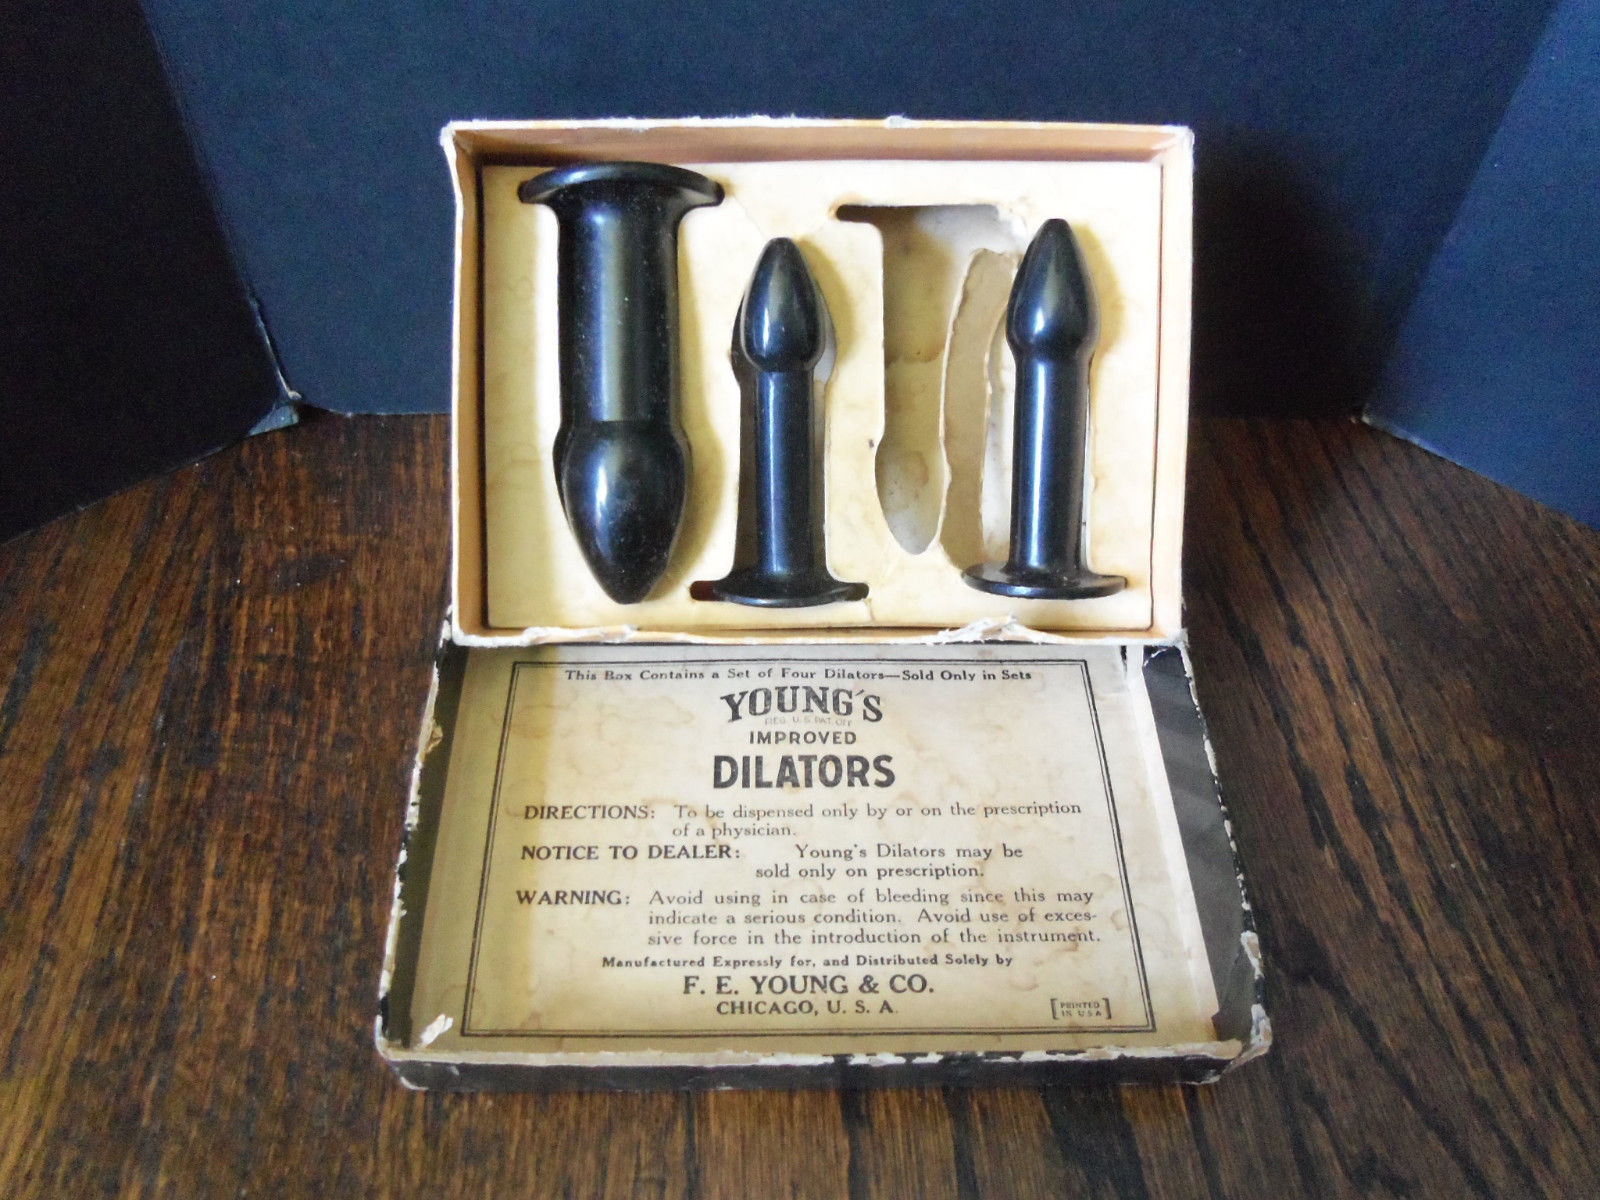 This Box Contains a Set of Four Dilators—Sold Only in Sets
YOUNG'S
REG. U. S. PAT. OFF
IMPROVED
DILATORS
DIRECTIONS: To be dispensed only by or on the prescription
of a physician.
NOTICE TO DEALER: Young's Dilators may be
sold only on prescription.
WARNING: Avoid using in case of bleeding since this may
indicate a serious condition. Avoid use of exces-
sive force in the introduction of the instrument.
Manufactured Expressly for, and Distributed Solely by
F. E. YOUNG & CO.
CHICAGO, U. S. A.
[PRINTED
IN USA]